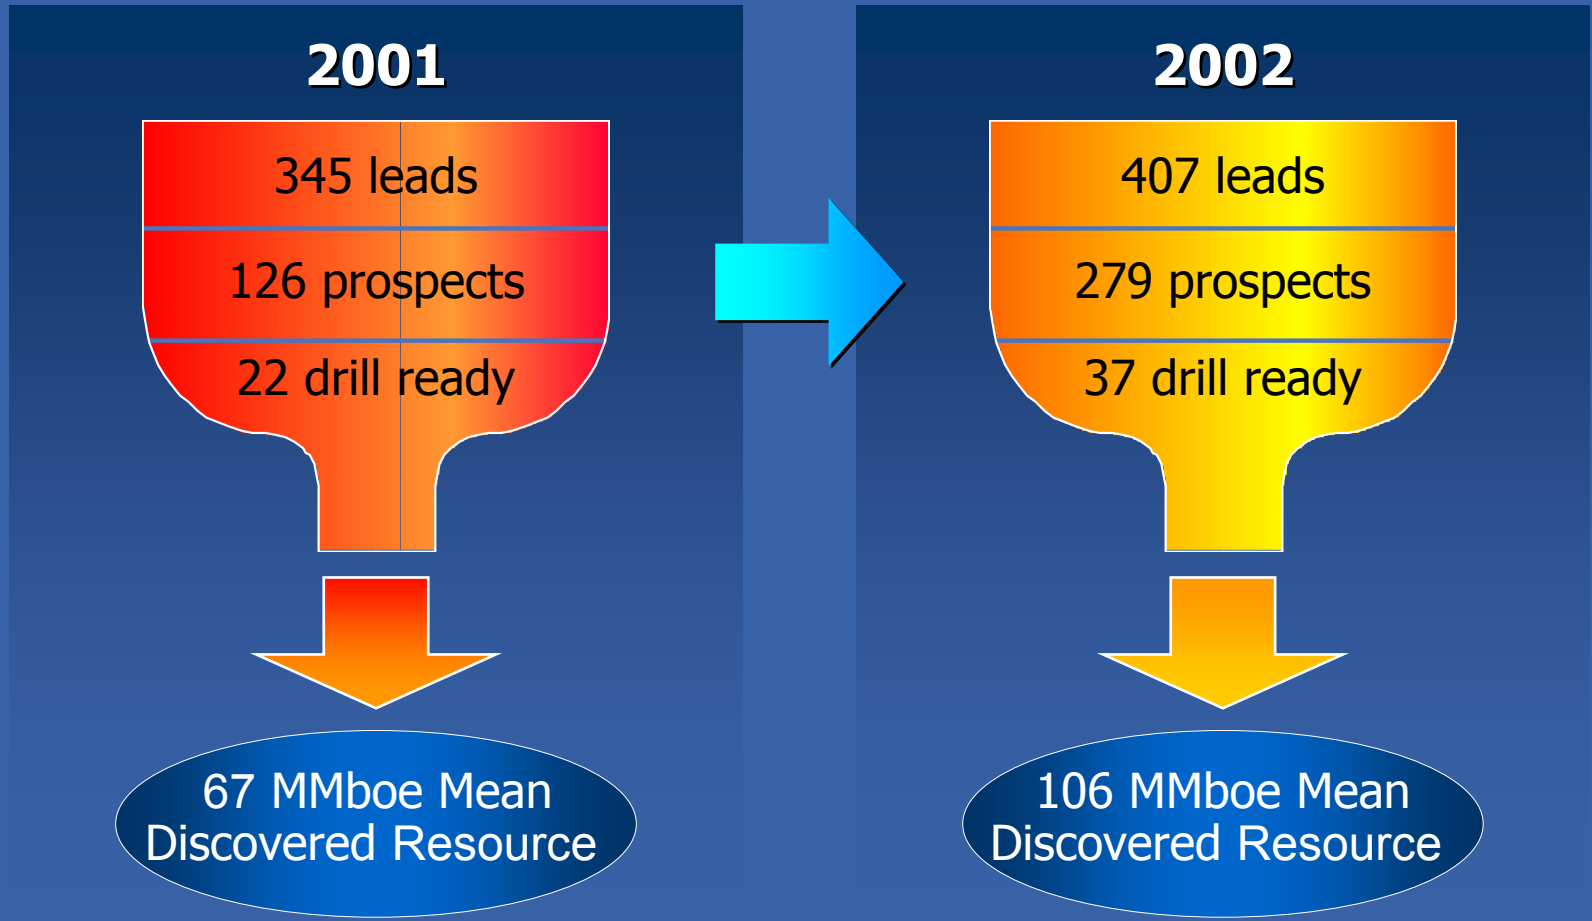 2001
345 leads
126 prospects
22 drill ready
67 MMboe Mean
Discovered Resource
2002
407 leads
279 prospects
37 drill ready
106 MMboe Mean
Discovered Resource